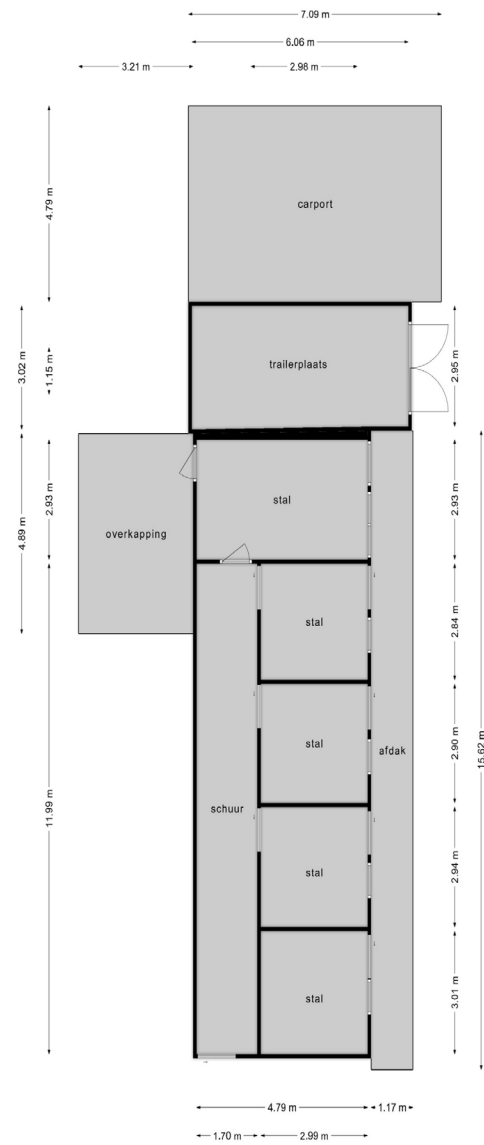 7.09 m
6.06 m
3.21 m
2.98 m
4.79 m
carport
3.02 m
1.15 m
trailerplaats
2.95 m
4.89 m
2.93 m
overkapping
stal
2.93 m
stal
2.84 m
11.99 m
schuur
stal
afdak
2.90 m
15.62 m
stal
2.94 m
stal
3.01 m
4.79 m
1.17 m
1.70 m
2.99 m